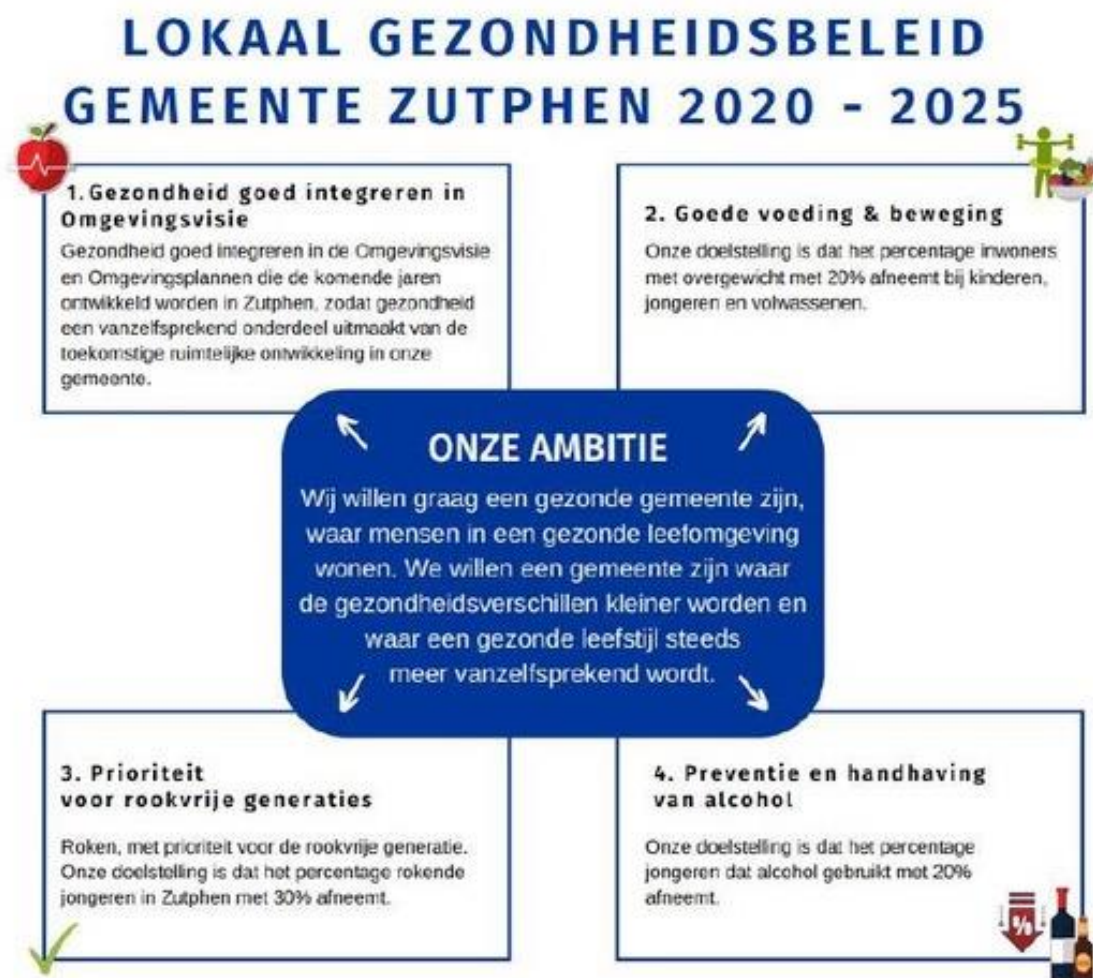 LOKAAL GEZONDHEIDSBELEID
GEMEENTE ZUTPHEN 2020 - 2025
1. Gezondheid goed integreren in
Omgevingsvisie
Gezondheid goed integreren in de Omgevingsvisie
en Omgevingsplannen die de komende jaren
ontwikkeld worden in Zutphen, zodat gezondheid
een vanzelfsprekend onderdeel uitmaakt van de
toekomstige ruimtelijke ontwikkeling in onze
gemeente.
2. Goede voeding & beweging
Onze doelstelling is dat het percentage inwoners
met overgewicht met 20% afneemt bij kinderen,
jongeren en volwassenen.
ONZE AMBITIE
Wij willen graag een gezonde gemeente zijn,
waar mensen in een gezonde leefomgeving
wonen. We willen een gemeente zijn waar
de gezondheidsverschillen kleiner worden en
waar een gezonde leefstijl steeds
meer vanzelfsprekend wordt.
3. Prioriteit
voor rookvrije generaties
Roken, met prioriteit voor de rookvrije generatie.
Onze doelstelling is dat het percentage rokende
jongeren in Zutphen met 30% afneemt.
4. Preventie en handhaving
van alcohol
Onze doelstelling is dat het percentage
jongeren dat alcohol gebruikt met 20%
afneemt.
%